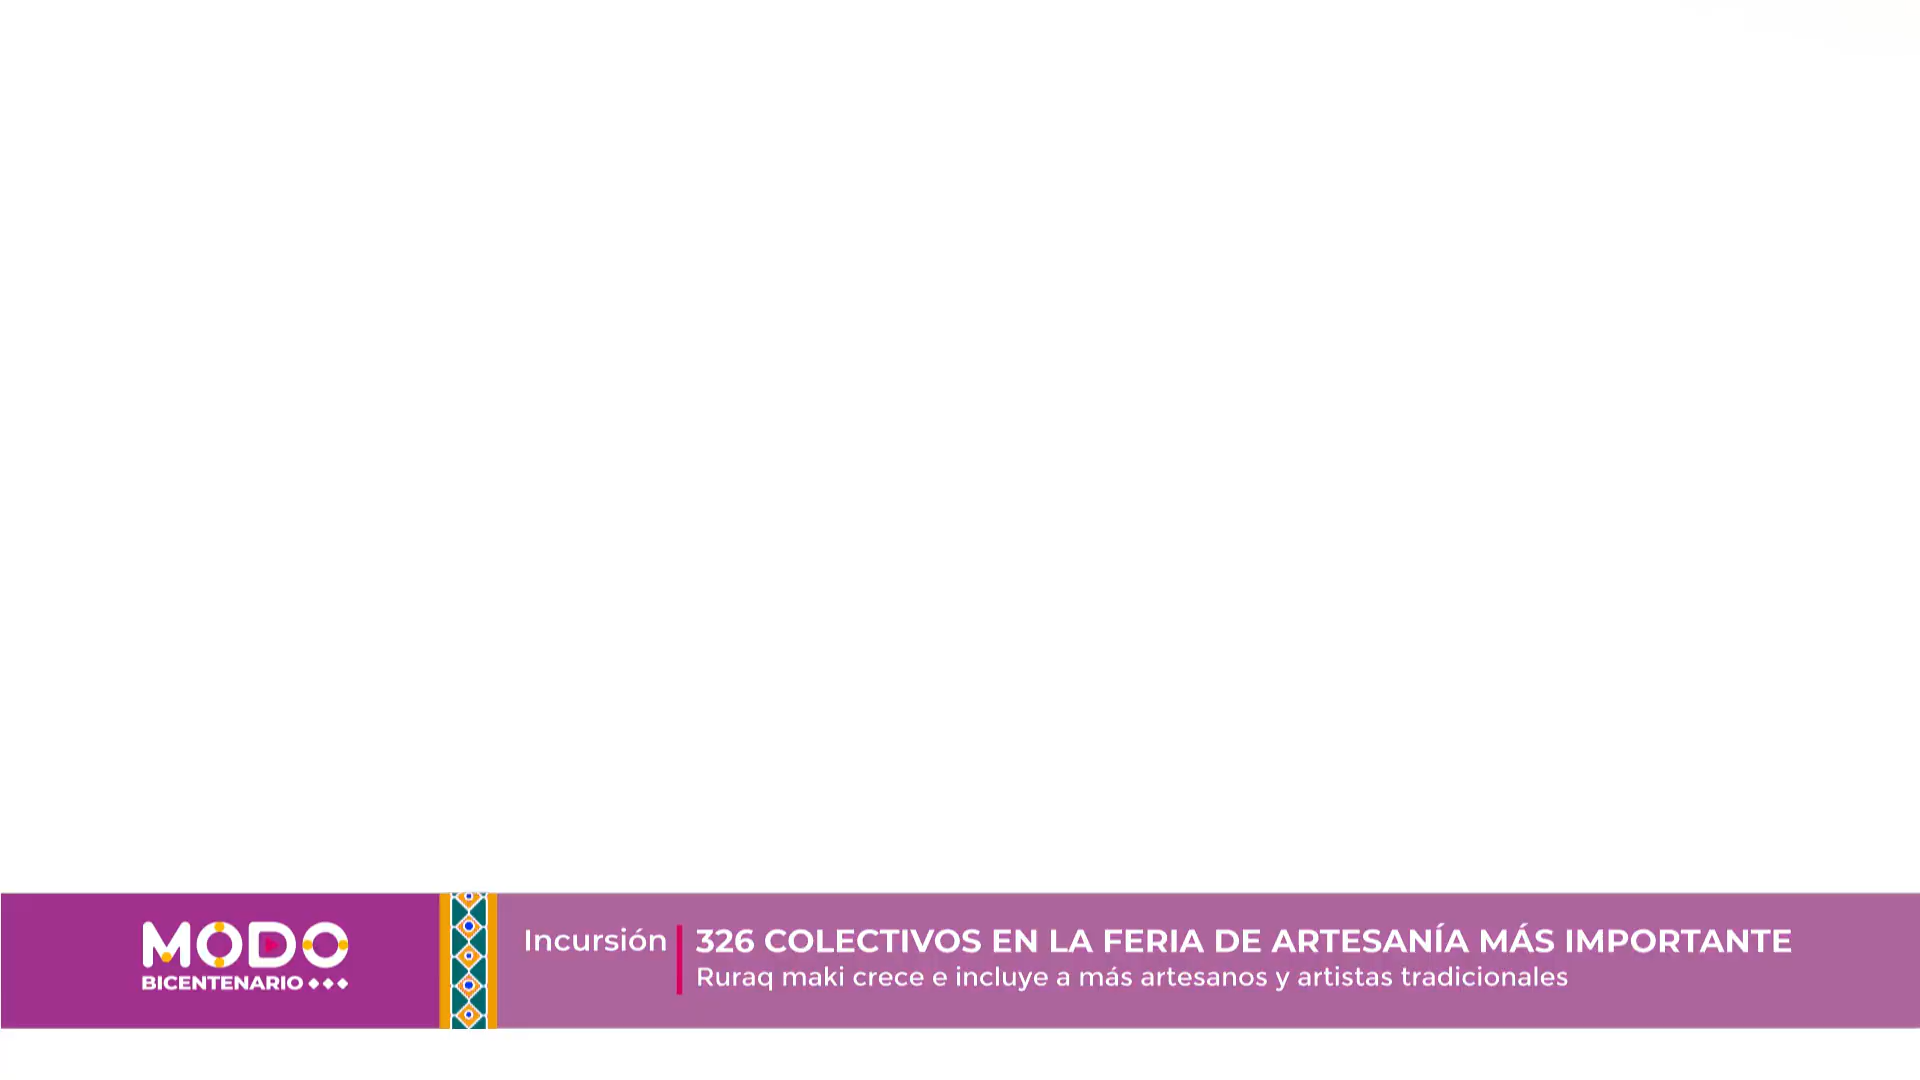 MODO
BICENTENARIO
Incursión
326 COLECTIVOS EN LA FERIA DE ARTESANÍA MÁS IMPORTANTE
Ruraq maki crece e incluye a más artesanos y artistas tradicionales